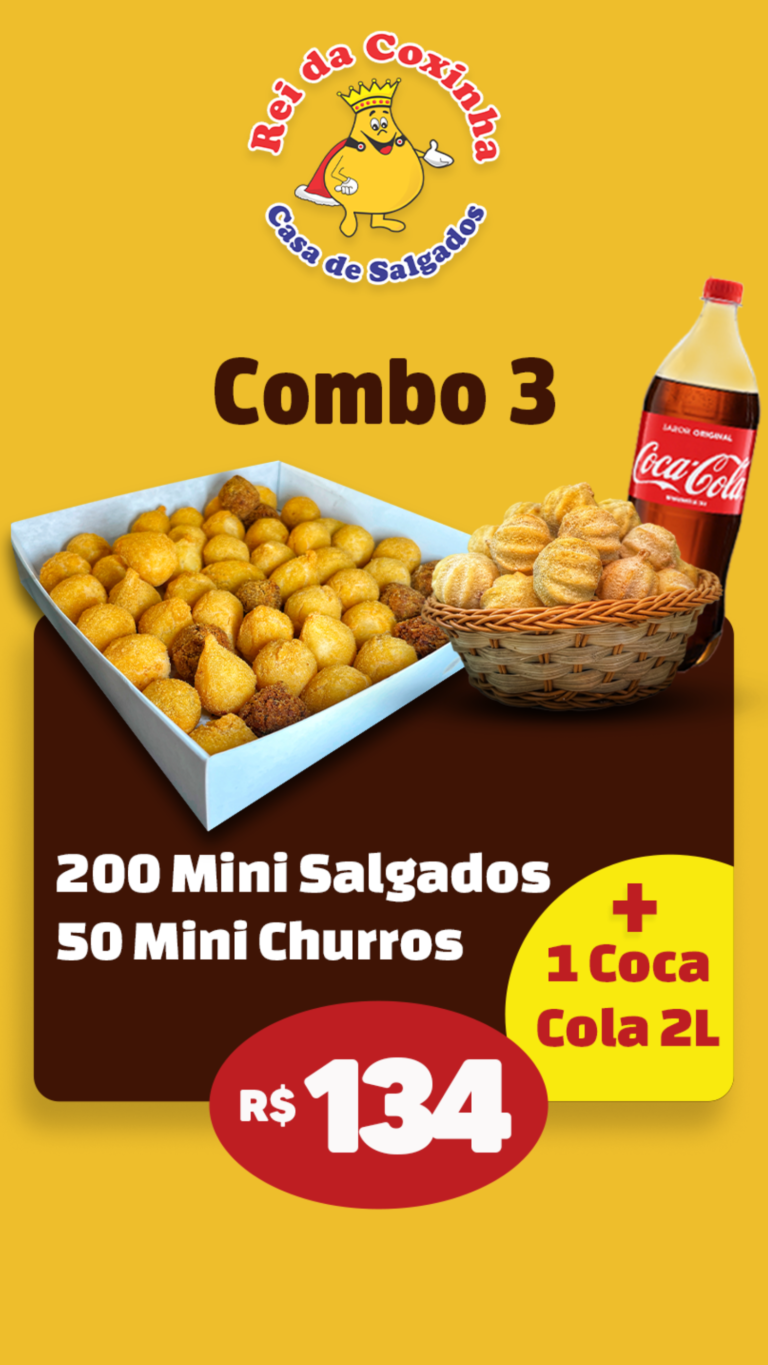 Rei da Coxinha
Casa de Salgados
Combo 3
SABOR ORIGINAL
Coca-Cola
200 Mini Salgados
50 Mini Churros
+
1 Coca
Cola 2L
R$ 134